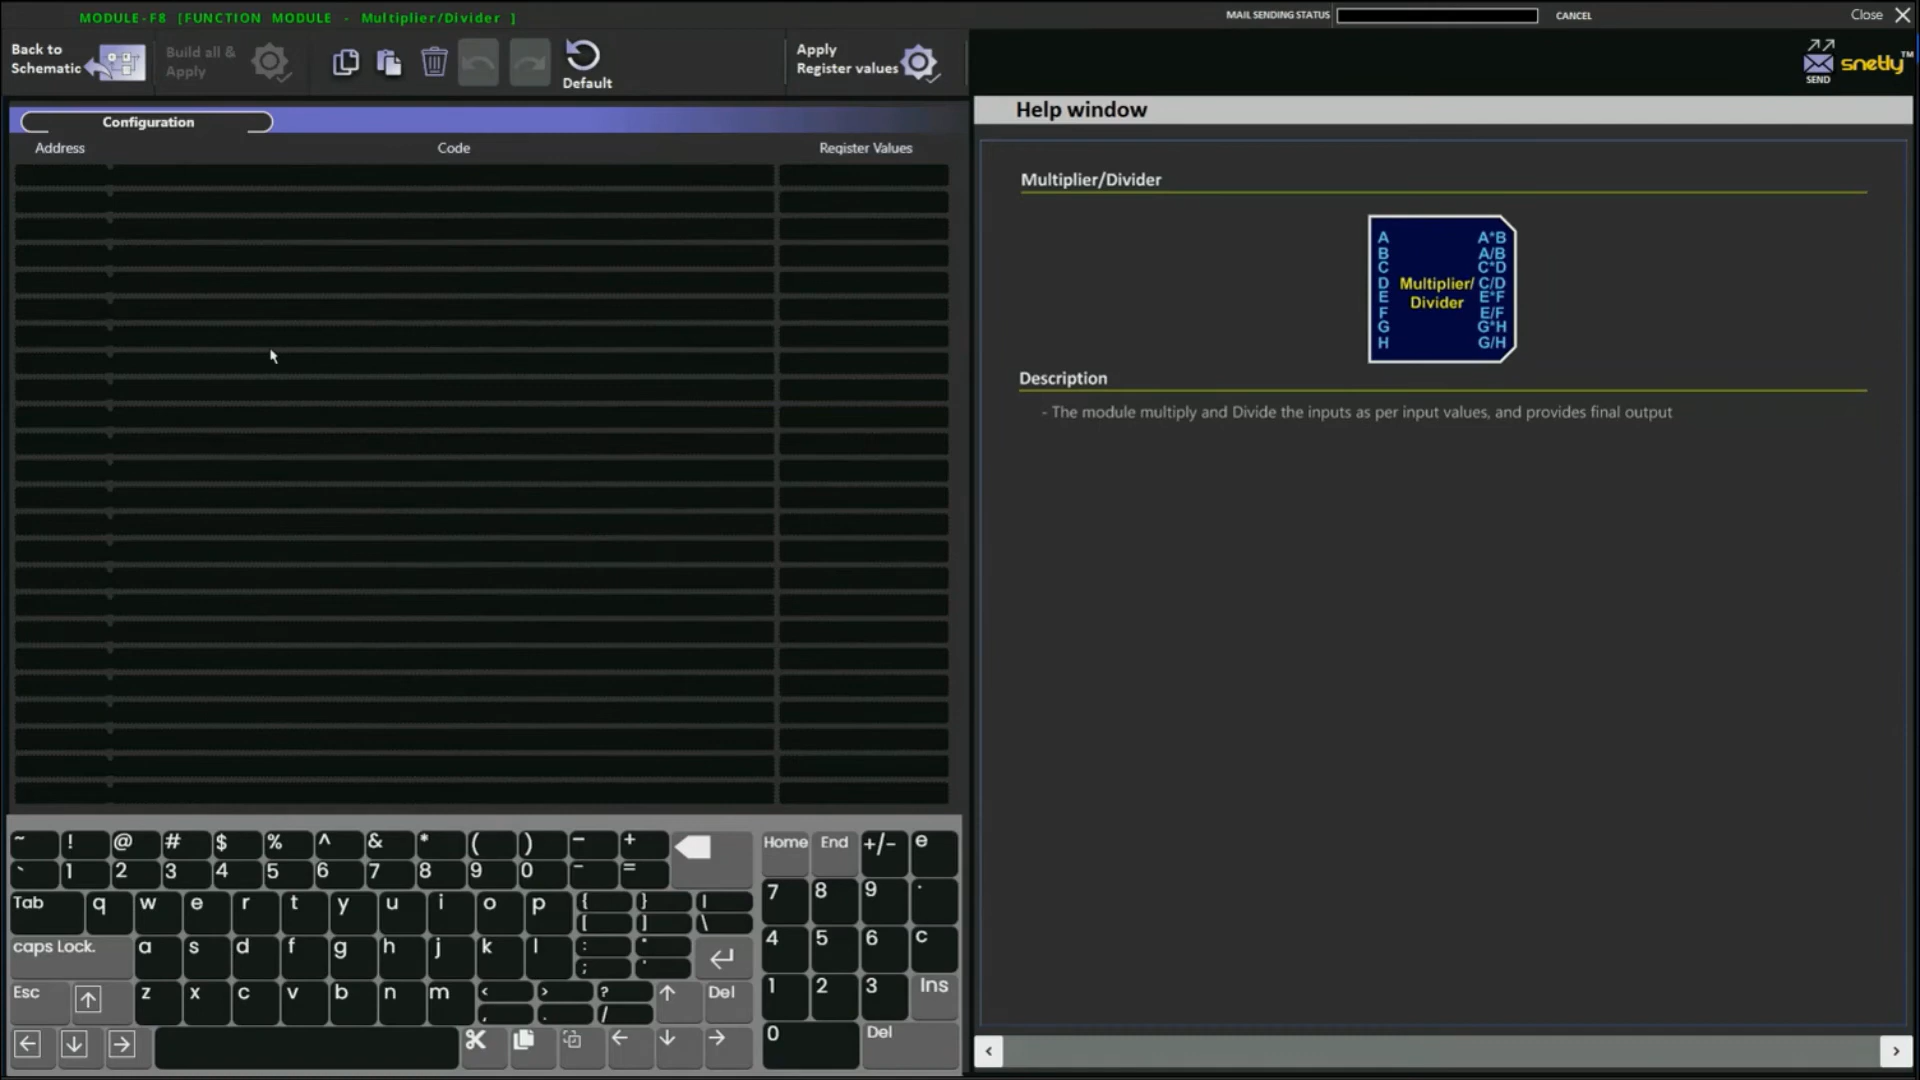 MODULE-F8 [FUNCTION MODULE - Multiplier/Divider ]
MAIL SENDING STATUS
CANCEL
Close
Back to
Schematic
Build all &
Apply
Default
Apply
Register values
SEND
snetly™
Configuration
Address
Code
Register Values
Help window
Multiplier/Divider
A A*B
B A/B
C C*D
D Multiplier/ C/D
E Divider E*F
F E/F
G G*H
H G/H
Description
- The module multiply and Divide the inputs as per input values, and provides final output
~ ! @ # $ % ^ & * ( ) – + Home End +/- e
` 1 2 3 4 5 6 7 8 9 0 - =
Tab q w e r t y u i o p { } | 7 8 9 .
[ ] \
caps Lock. a s d f g h j k l : " 4 5 6 c
; '
Esc z x c v b n m < > ? Del 1 2 3 Ins
, . /
0 Del